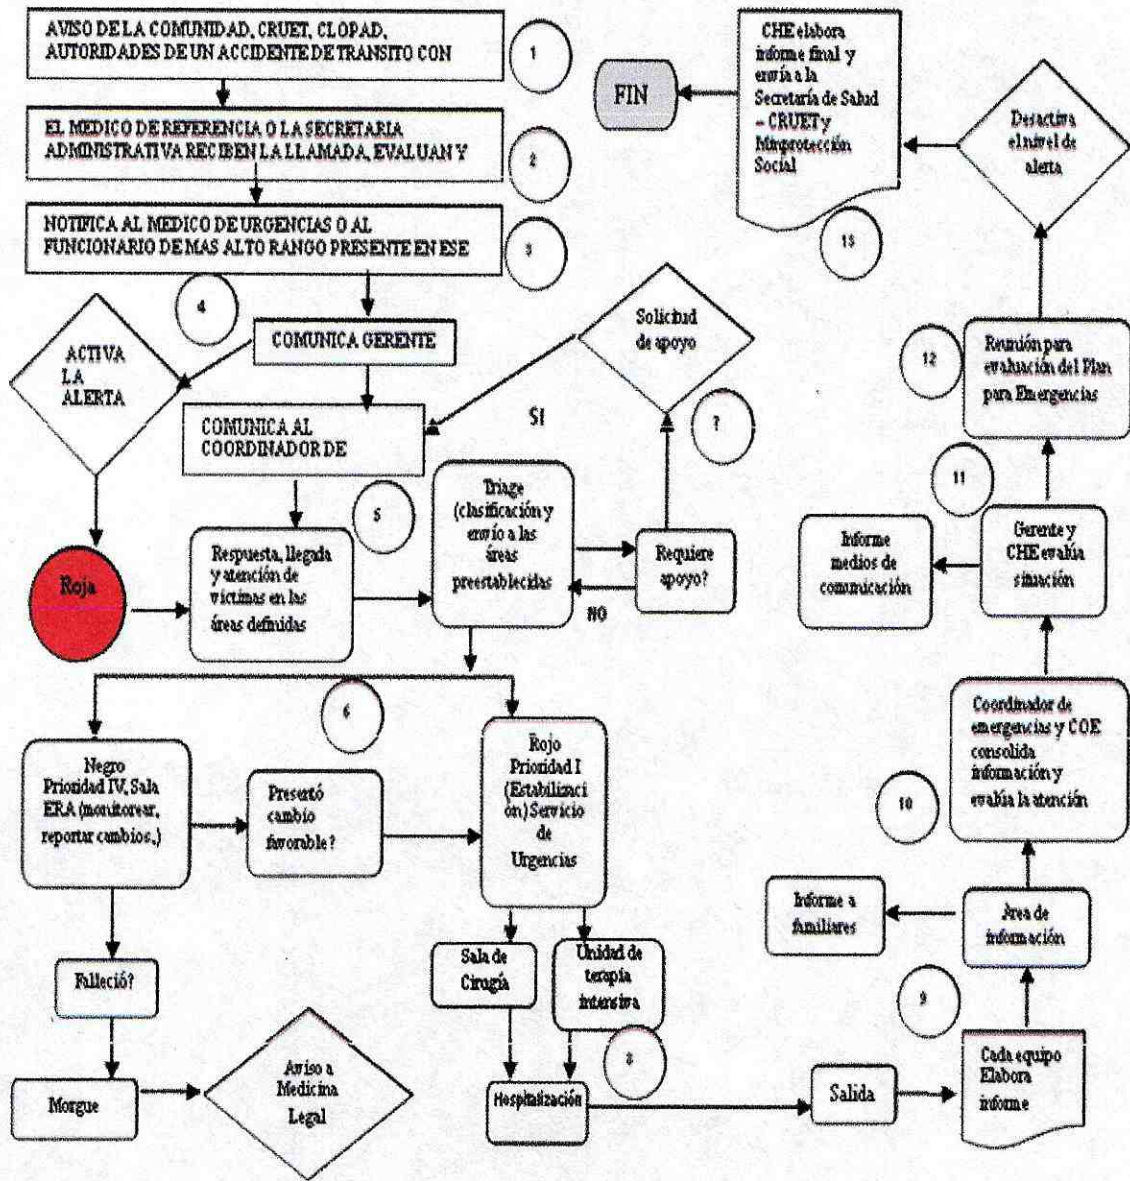 AVISO DE LA COMUNIDAD, CRUET, CLOPAD,
AUTORIDADES DE UN ACCIDENTE DE TRANSITO CON
1
EL MEDICO DE REFERENCIA O LA SECRETARIA
ADMINISTRATIVA RECIBEN LA LLAMADA, EVALUAN Y
2
NOTIFICA AL MEDICO DE URGENCIAS O AL
FUNCIONARIO DE MAS ALTO RANGO PRESENTE EN ESE
3
4
COMUNICA GERENTE
ACTIVA
LA
ALERTA
COMUNICA AL
COORDINADOR DE
Solicitud
de apoyo
SI
7
5
Roja
Respuesta, llegada
y atención de
víctimas en las
áreas definidas
Triage
(clasificación y
envío a las
áreas
preestablecidas
Requiere
apoyo?
NO
6
Negro
Prioridad IV, Sala
ERA (monitorear,
reportar cambios,)
Presentó
cambio
favorable?
Rojo
Prioridad I
(Estabilizaci
ón) Servicio
de
Urgencias
Falleció?
Morgue
Aviso a
Medicina
Legal
Sala de
Cirugía
Unidad de
terapia
intensiva
8
Hospitalización
Salida
Cada equipo
Elabora
informe
9
Área de
información
Informe a
familiares
10
Coordinador de
emergencias y COE
consolida
información y
evalúa la atención
Gerente y
CHE evalúa
situación
Informe
medios de
comunicación
11
12
Reunión para
evaluación del Plan
para Emergencias
Desactiva
el nivel de
alerta
CHE elabora
informe final y
envía a la
Secretaría de Salud
– CRUET y
Minprotección
Social
13
FIN